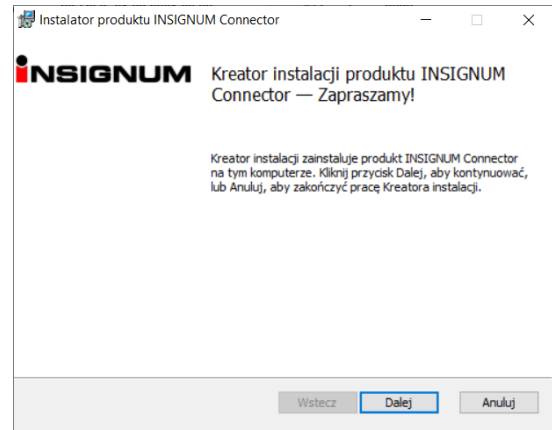 Instalator produktu INSIGNUM Connector
INSIGNUM
Kreator instalacji produktu INSIGNUM
Connector — Zapraszamy!
Kreator instalacji zainstaluje produkt INSIGNUM Connector
na tym komputerze. Kliknij przycisk Dalej, aby kontynuować,
lub Anuluj, aby zakończyć pracę Kreatora instalacji.
Wstecz
Dalej
Anuluj